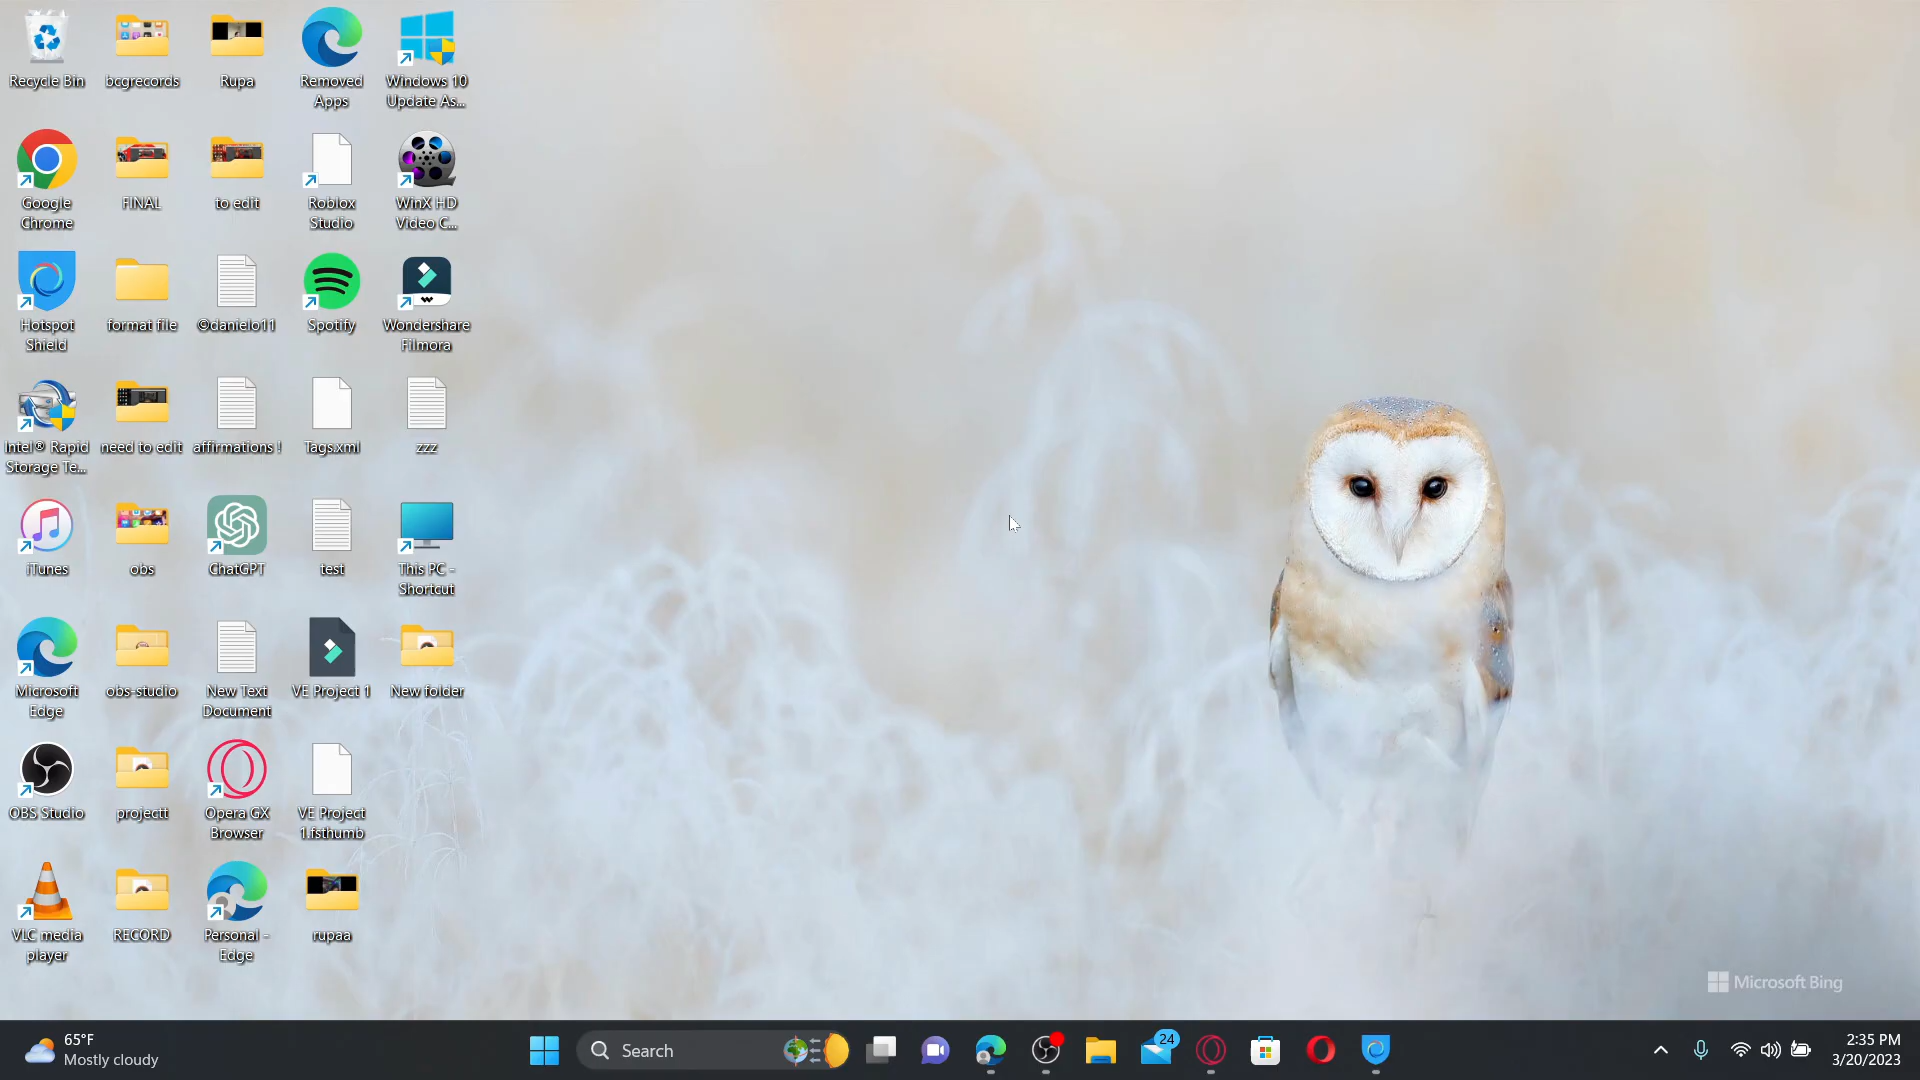 Recycle Bin
bcgrecords
Rupa
Removed
Apps
Windows 10
Update As...
Google
Chrome
FINAL
to edit
Roblox
Studio
WinX HD
Video C...
Hotspot
Shield
format file
©danielo11
Spotify
Wondershare
Filmora
Intel® Rapid
Storage Te...
need to edit
affirmations !
Tags.xml
zzz
iTunes
obs
ChatGPT
test
This PC -
Shortcut
Microsoft
Edge
obs-studio
New Text
Document
VE Project 1
New folder
OBS Studio
projectt
Opera GX
Browser
VE Project
1.fsthumb
VLC media
player
RECORD
Personal -
Edge
rupaa
Microsoft Bing
65°F
Mostly cloudy
Search
24
2:35 PM
3/20/2023